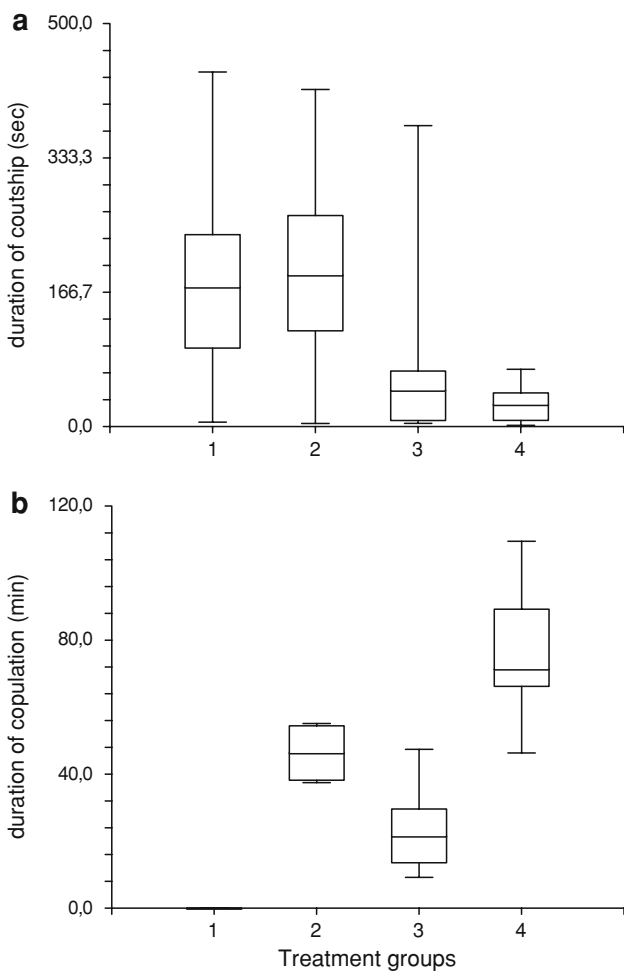 a
duration of coutship (sec)
500,0
333,3
166,7
0,0
1 2 3 4
b
duration of copulation (min)
120,0
80,0
40,0
0,0
1 2 3 4
Treatment groups